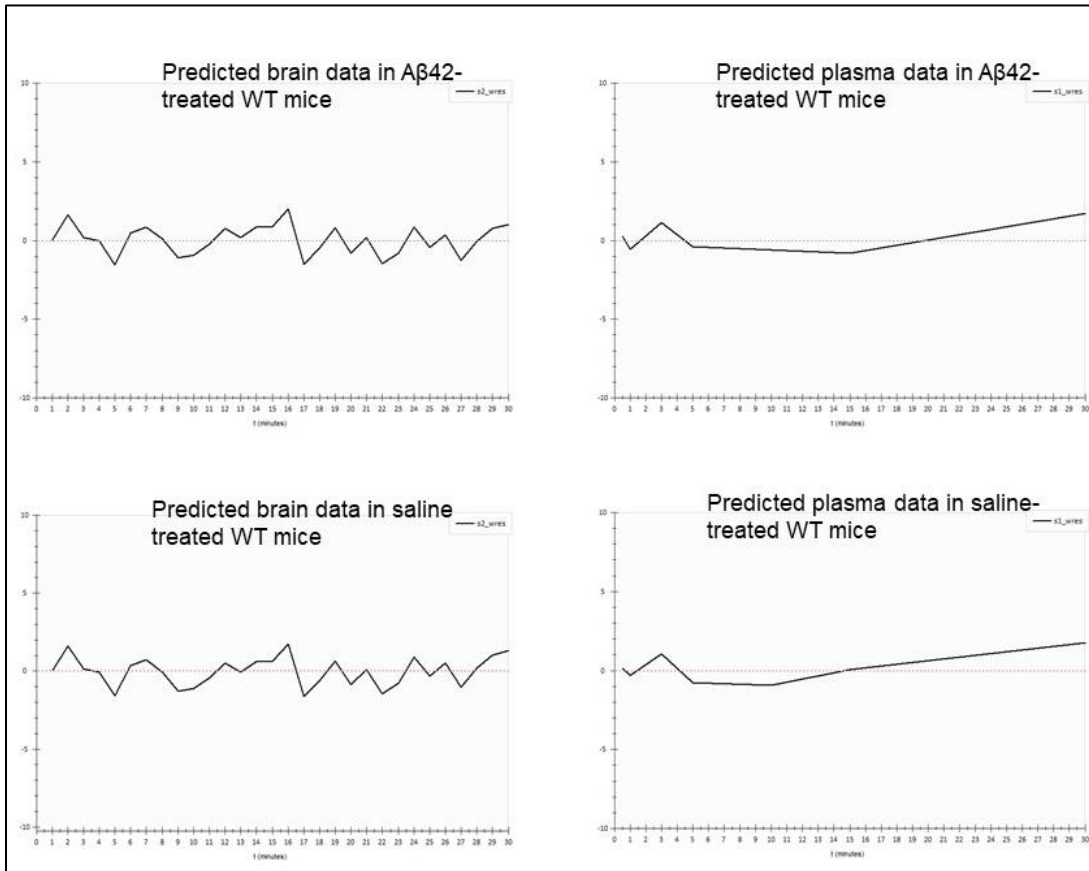 Predicted brain data in Aβ42-
treated WT mice
s2_wres
10
5
0
-5
-10
0 1 2 3 4 5 6 7 8 9 10 11 12 13 14 15 16 17 18 19 20 21 22 23 24 25 26 27 28 29 30
t (minutes)
Predicted plasma data in Aβ42-
treated WT mice
s1_wres
10
5
0
-5
-10
0 1 2 3 4 5 6 7 8 9 10 11 12 13 14 15 16 17 18 19 20 21 22 23 24 25 26 27 28 29 30
t (minutes)
Predicted brain data in saline
treated WT mice
s2_wres
10
5
0
-5
-10
0 1 2 3 4 5 6 7 8 9 10 11 12 13 14 15 16 17 18 19 20 21 22 23 24 25 26 27 28 29 30
t (minutes)
Predicted plasma data in saline-
treated WT mice
s1_wres
10
5
0
-5
-10
0 1 2 3 4 5 6 7 8 9 10 11 12 13 14 15 16 17 18 19 20 21 22 23 24 25 26 27 28 29 30
t (minutes)